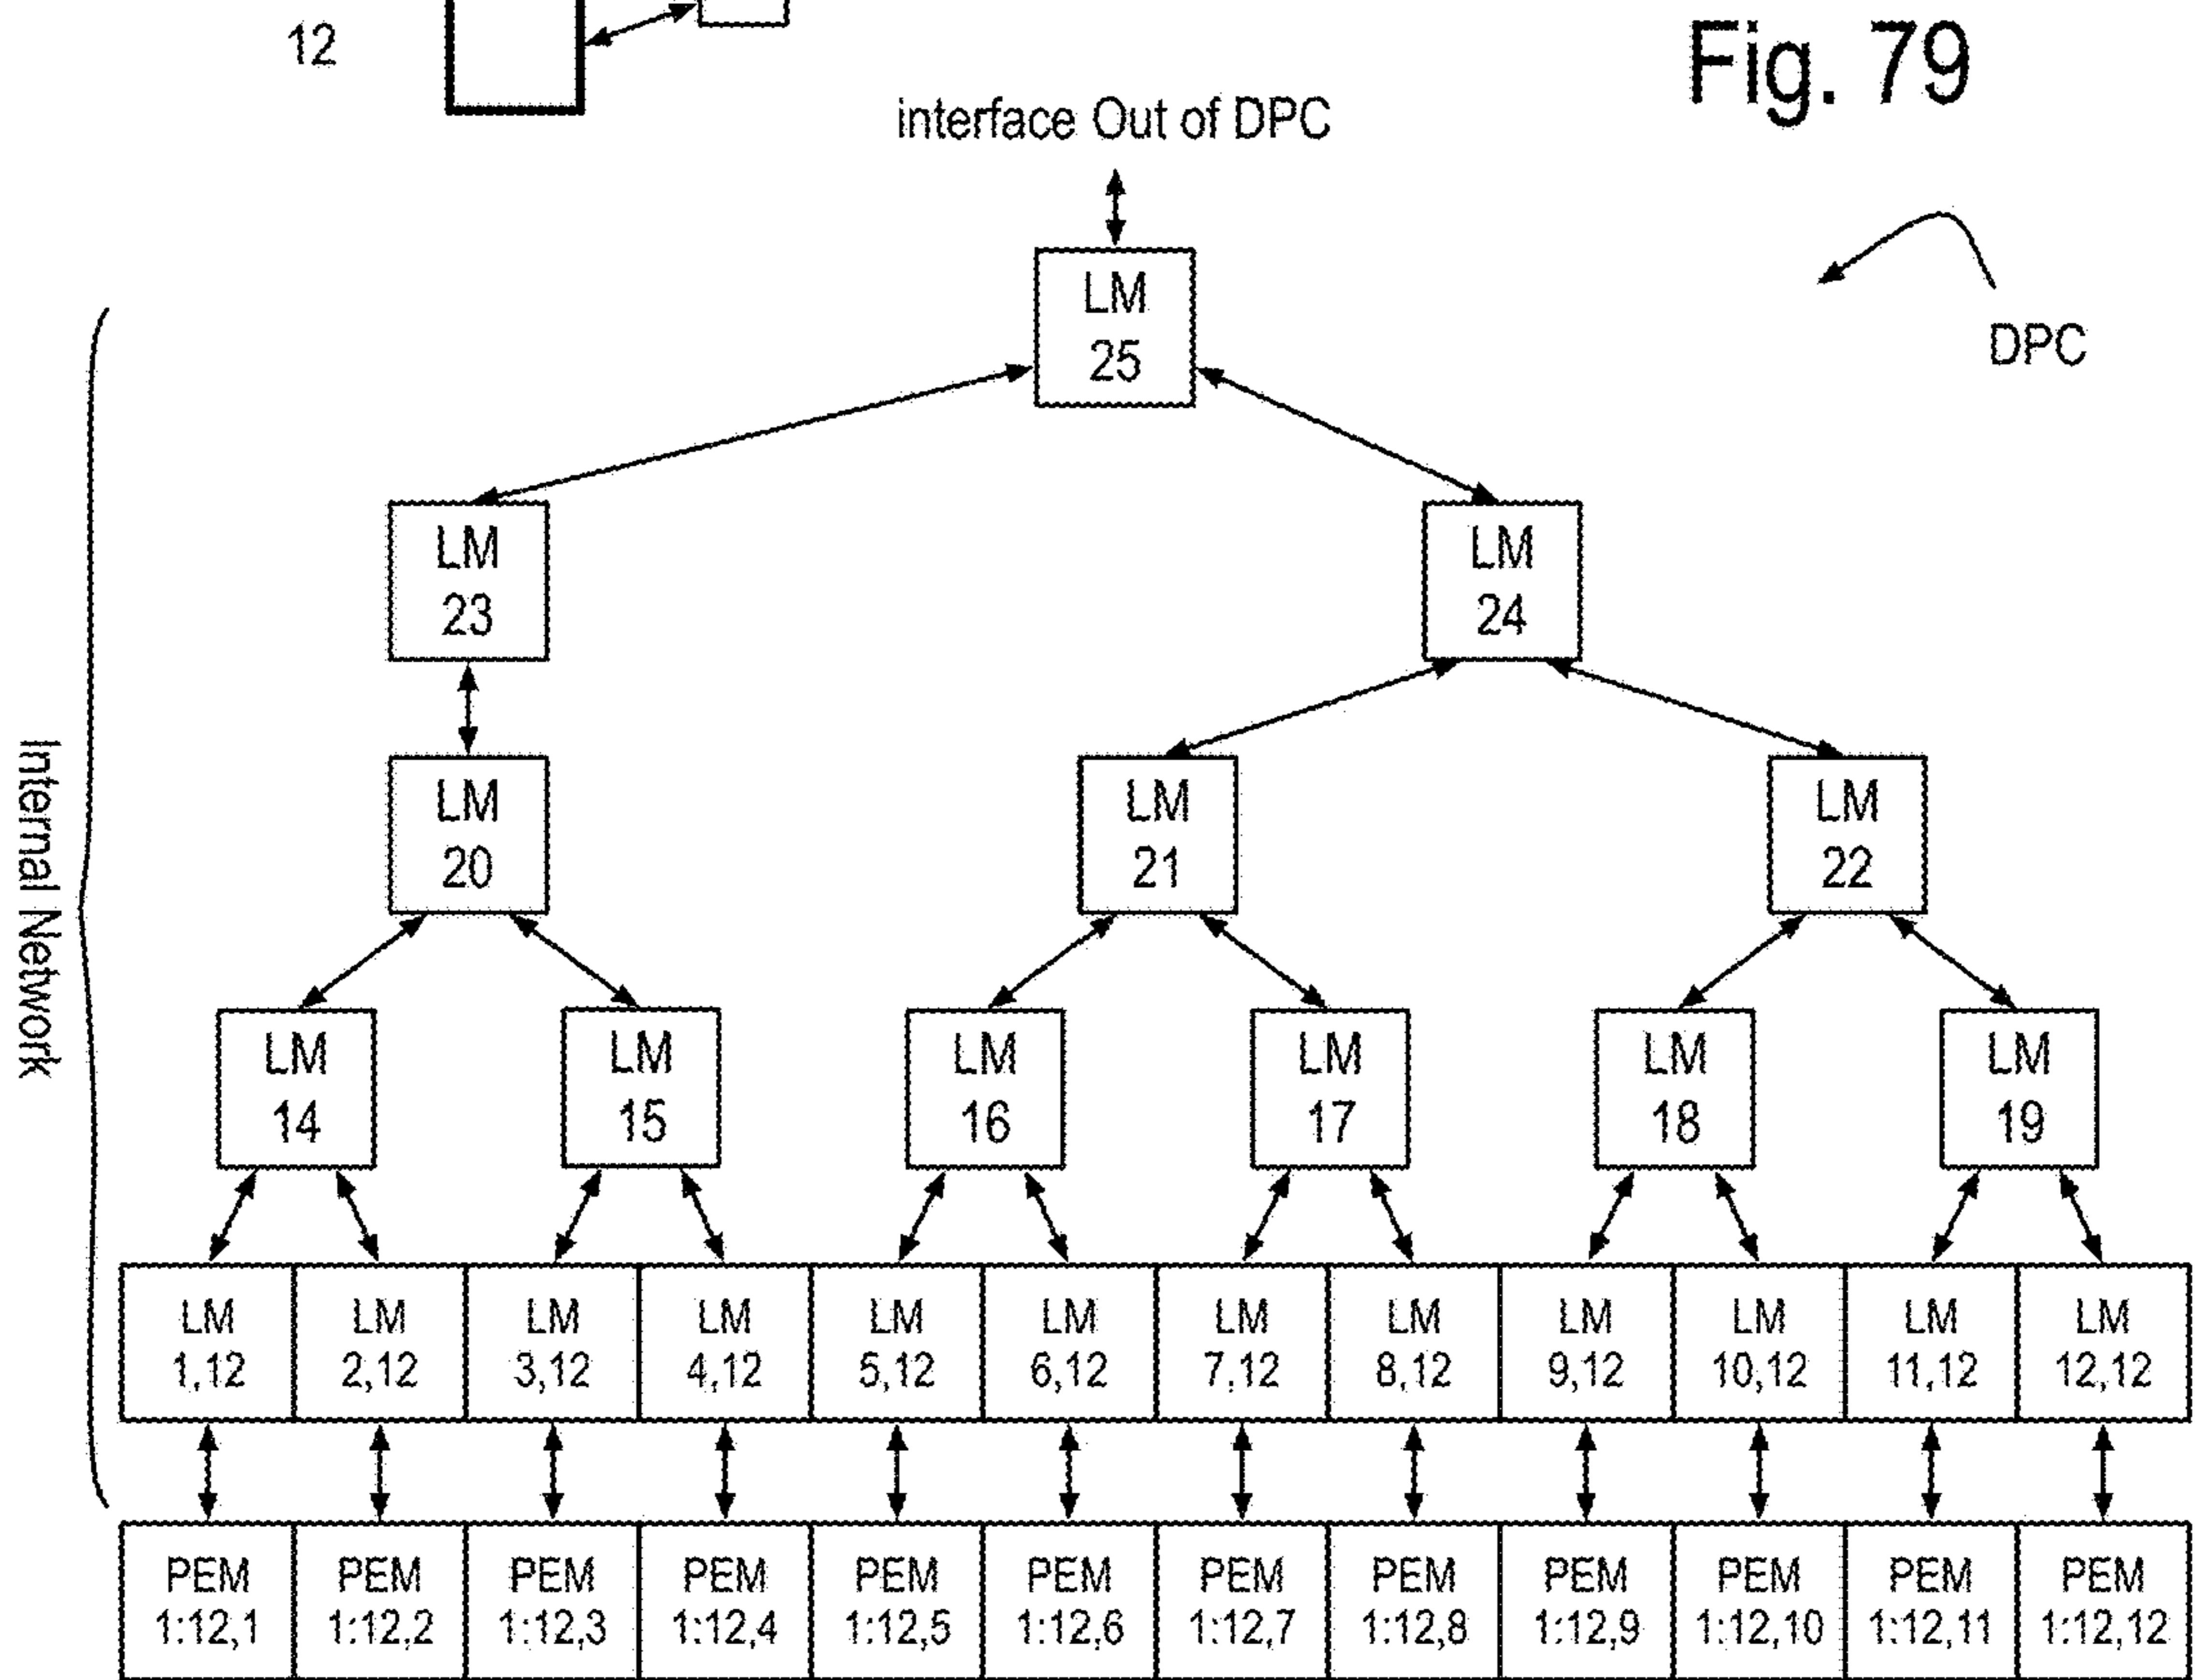 12
Fig. 79
interface Out of DPC
DPC
LM
25
LM
23
LM
24
Internal Network
LM
20
LM
21
LM
22
LM
14
LM
15
LM
16
LM
17
LM
18
LM
19
LM
1,12
LM
2,12
LM
3,12
LM
4,12
LM
5,12
LM
6,12
LM
7,12
LM
8,12
LM
9,12
LM
10,12
LM
11,12
LM
12,12
PEM
1:12,1
PEM
1:12,2
PEM
1:12,3
PEM
1:12,4
PEM
1:12,5
PEM
1:12,6
PEM
1:12,7
PEM
1:12,8
PEM
1:12,9
PEM
1:12,10
PEM
1:12,11
PEM
1:12,12